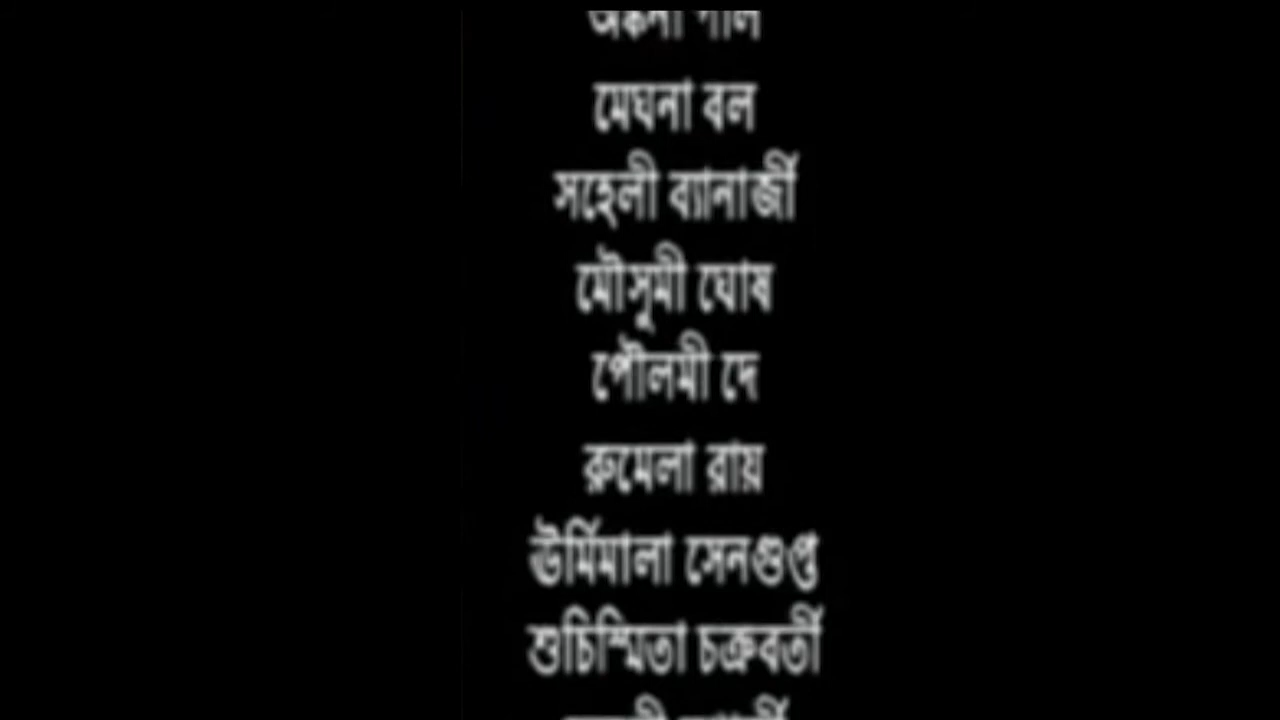 মেঘনা বল
সহেলী ব্যানার্জী
মৌসুমী ঘোষ
পৌলমী দে
রুমেলা রায়
ঊর্মিমালা সেনগুপ্ত
শুচিস্মিতা চক্রবর্তী